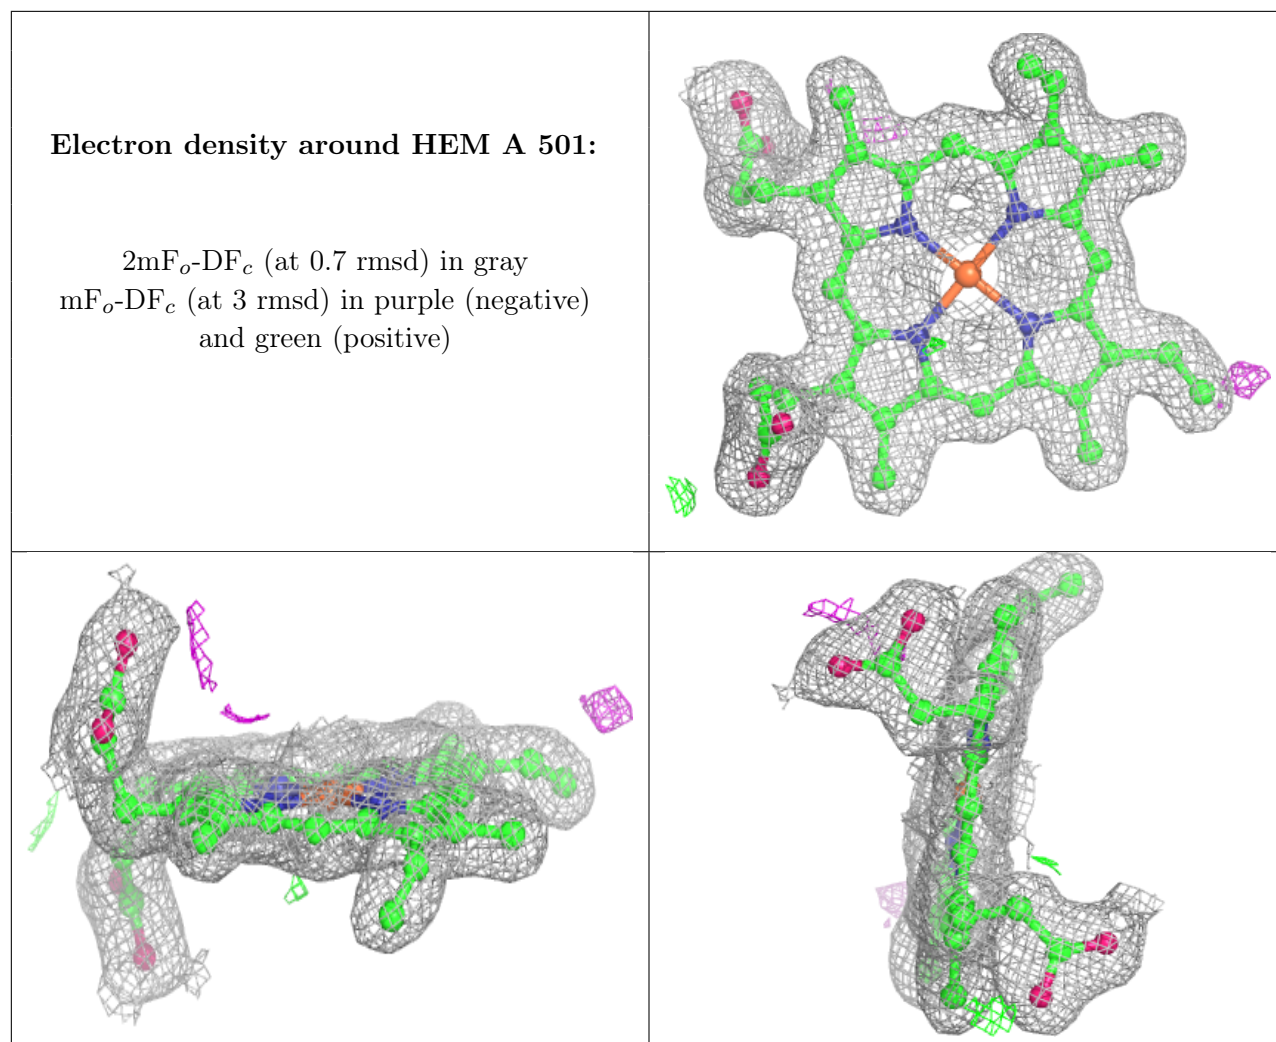 Electron density around HEM A 501:
2mFₒ-DF𝒸 (at 0.7 rmsd) in gray
mFₒ-DF𝒸 (at 3 rmsd) in purple (negative)
and green (positive)